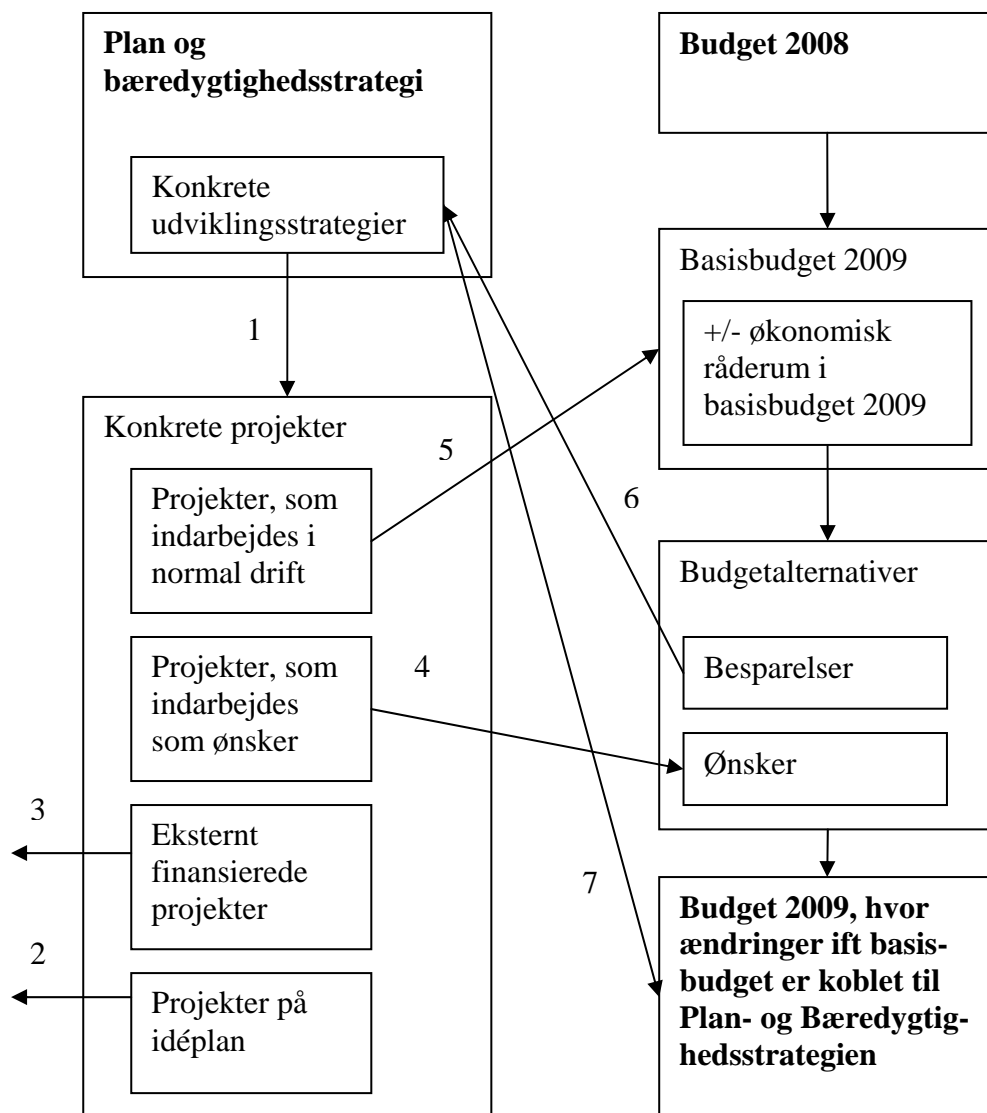 Plan og
bæredygtighedsstrategi
Konkrete
udviklingsstrategier
1
Konkrete projekter
Projekter, som
indarbejdes i
normal drift
5
Projekter, som
indarbejdes
som ønsker
4
3
Eksternt
finansierede
projekter
2
Projekter på
idéplan
Budget 2008
Basisbudget 2009
+/- økonomisk
råderum i
basisbudget 2009
6
Budgetalternativer
Besparelser
Ønsker
7
Budget 2009, hvor
ændringer ift basis-
budget er koblet til
Plan- og Bæredygtig-
hedsstrategien